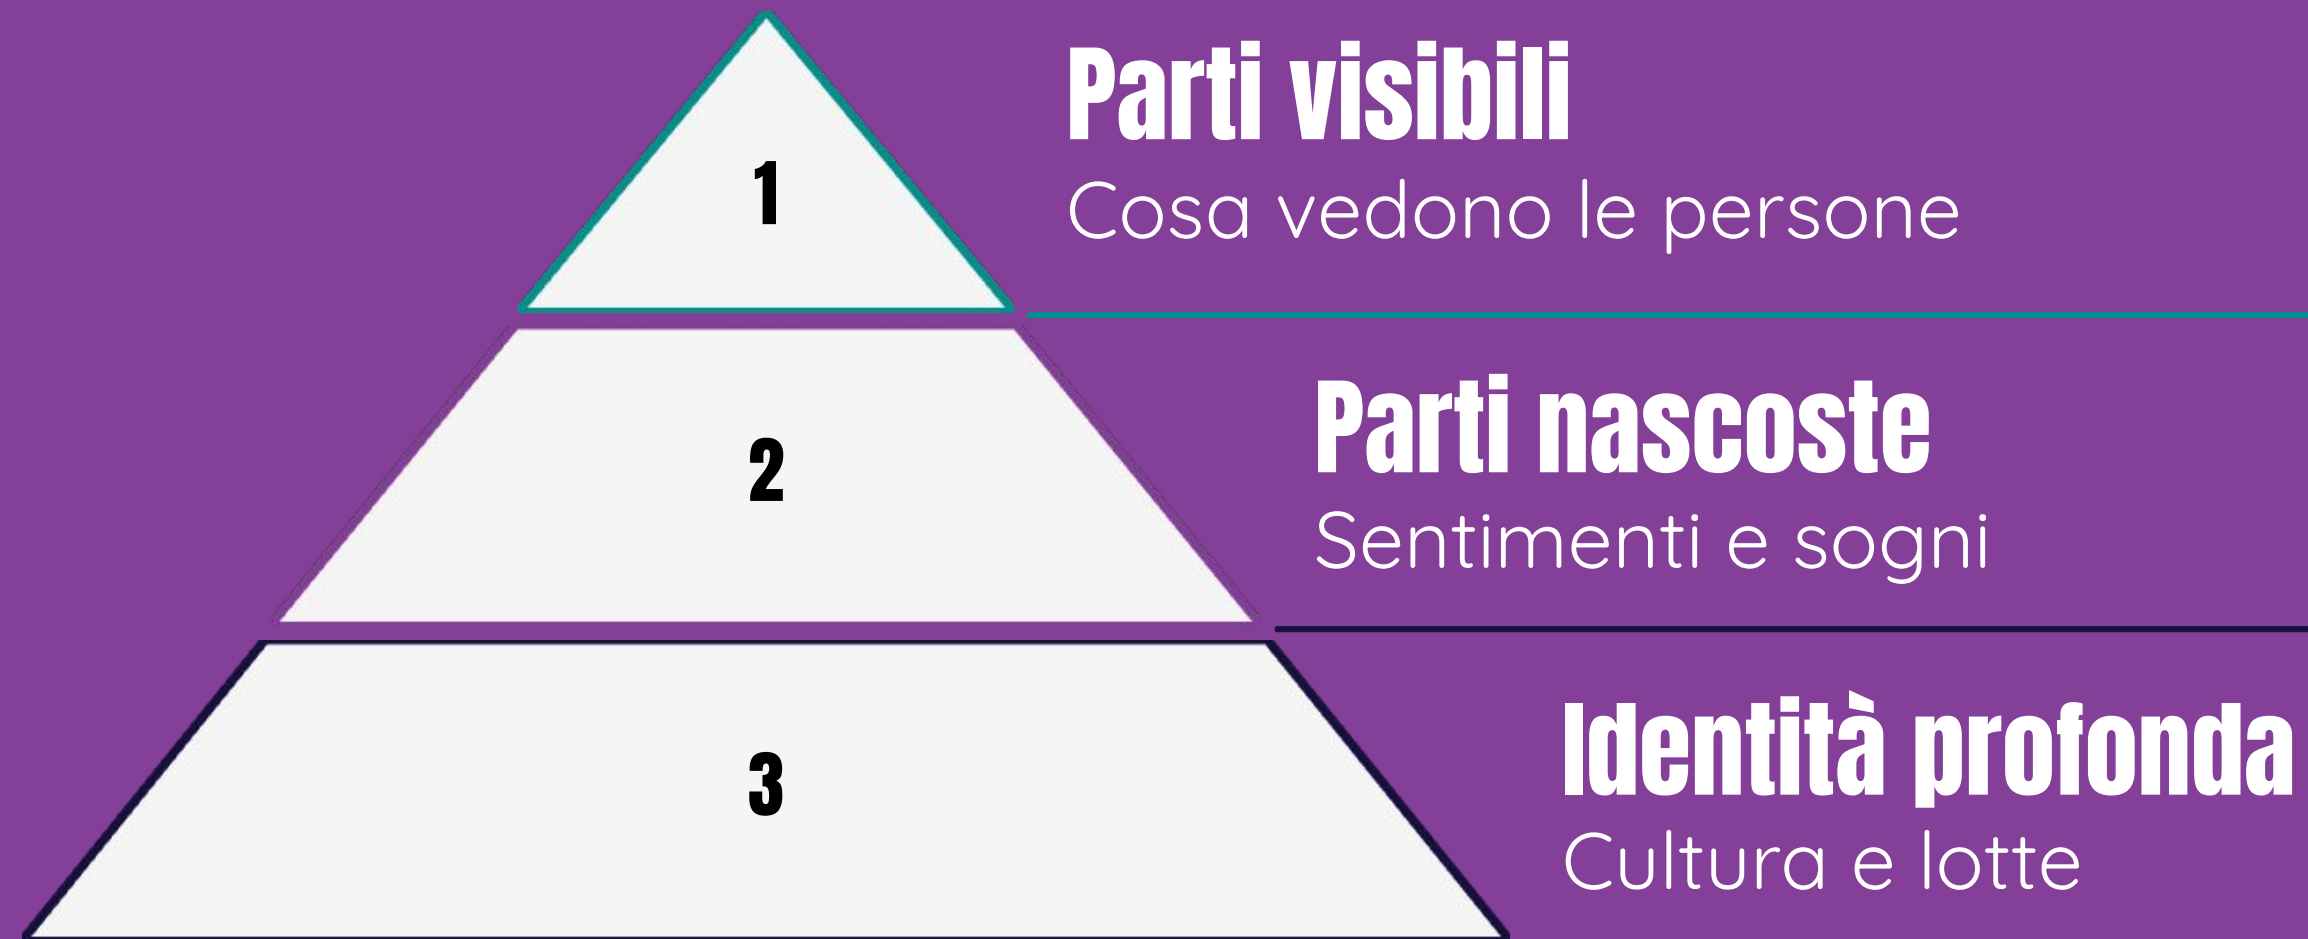 1
Parti visibili
Cosa vedono le persone
2
Parti nascoste
Sentimenti e sogni
3
Identità profonda
Cultura e lotte